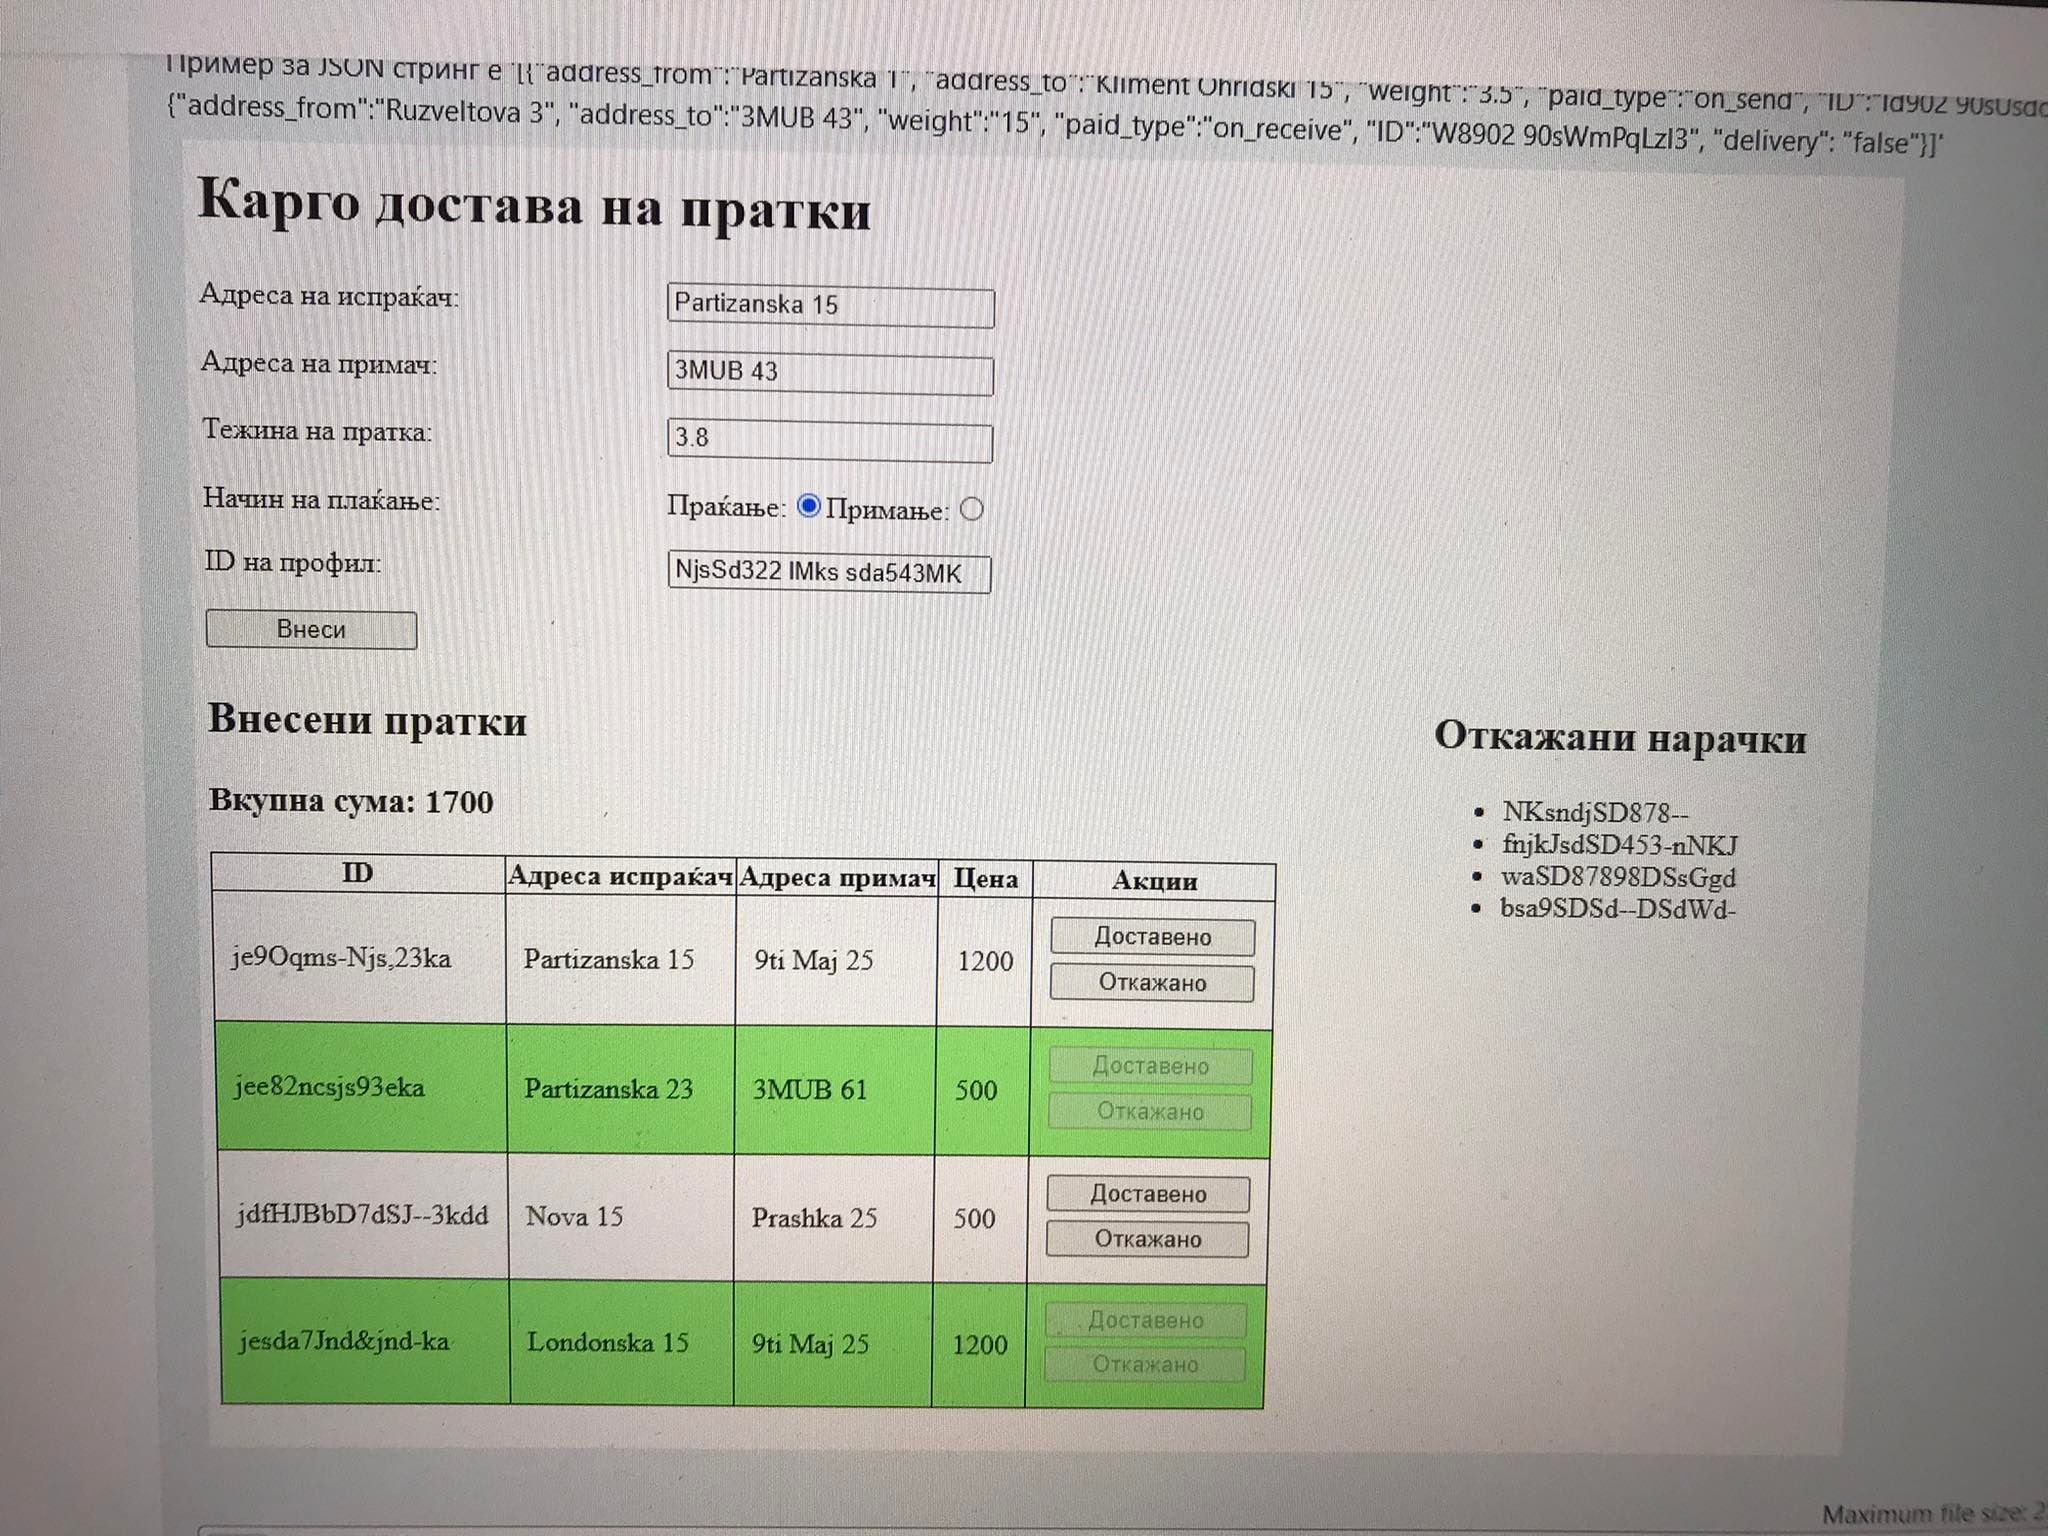 Пример за JSON стринг е '[{"address_from":"Partizanska 1", "address_to":"Kliment Ohridski 15", "weight":"3.5", "paid_type":"on_send", "ID":
{"address_from":"Ruzveltova 3", "address_to":"3MUB 43", "weight":"15", "paid_type":"on_receive", "ID":"W8902 90sWmPqLzl3", "delivery": "false"}]'
Карго достава на пратки
Адреса на испраќач: Partizanska 15
Адреса на примач: 3MUB 43
Тежина на пратка: 3.8
Начин на плаќање: Праќање: Примање:
ID на профил: NjsSd322 lMks sda543MK
Внеси
Внесени пратки
Вкупна сума: 1700
ID Адреса испраќач Адреса примач Цена Акции
je9Oqms-Njs,23ka Partizanska 15 9ti Maj 25 1200 Доставено
Откажано
jee82ncsjs93eka Partizanska 23 3MUB 61 500 Доставено
Откажано
jdfHJBbD7dSJ--3kdd Nova 15 Prashka 25 500 Доставено
Откажано
jesda7Jnd&jnd-ka Londonska 15 9ti Maj 25 1200 Доставено
Откажано
Откажани нарачки
NKsndjSD878--
fnjkJsdSD453-nNKJ
waSD87898DSsGgd
bsa9SDSd--DSdWd-
Maximum file size: